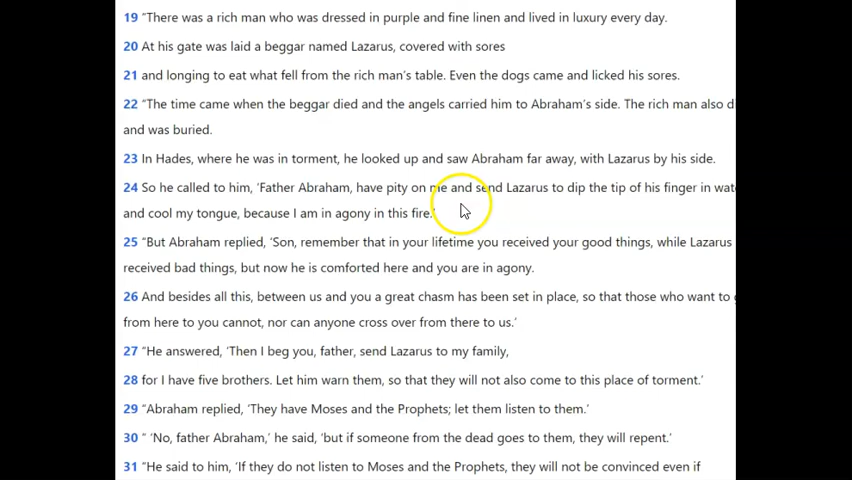 19 “There was a rich man who was dressed in purple and fine linen and lived in luxury every day.
20 At his gate was laid a beggar named Lazarus, covered with sores
21 and longing to eat what fell from the rich man’s table. Even the dogs came and licked his sores.
22 “The time came when the beggar died and the angels carried him to Abraham’s side. The rich man also
and was buried.
23 In Hades, where he was in torment, he looked up and saw Abraham far away, with Lazarus by his side.
24 So he called to him, ‘Father Abraham, have pity on me and send Lazarus to dip the tip of his finger in
and cool my tongue, because I am in agony in this fire.’
25 “But Abraham replied, ‘Son, remember that in your lifetime you received your good things, while Lazarus
received bad things, but now he is comforted here and you are in agony.
26 And besides all this, between us and you a great chasm has been set in place, so that those who want to
from here to you cannot, nor can anyone cross over from there to us.’
27 “He answered, ‘Then I beg you, father, send Lazarus to my family,
28 for I have five brothers. Let him warn them, so that they will not also come to this place of torment.’
29 “Abraham replied, ‘They have Moses and the Prophets; let them listen to them.’
30 “ ‘No, father Abraham,’ he said, ‘but if someone from the dead goes to them, they will repent.’
31 “He said to him, ‘If they do not listen to Moses and the Prophets, they will not be convinced even if